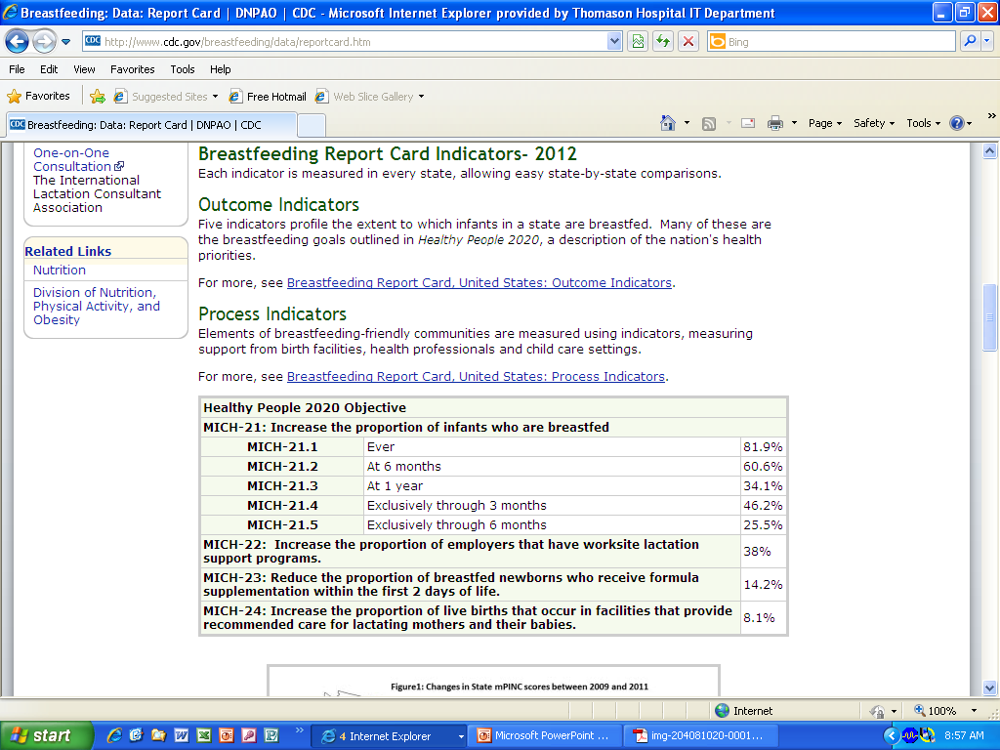 Breastfeeding: Data: Report Card | DNPAO | CDC - Microsoft Internet Explorer provided by Thomason Hospital IT Department
CDC http://www.cdc.gov/breastfeeding/data/reportcard.htm
Bing
File Edit View Favorites Tools Help
Favorites Suggested Sites Free Hotmail Web Slice Gallery
CDC Breastfeeding: Data: Report Card | DNPAO | CDC
Page Safety Tools »
One-on-One
Consultation
The International
Lactation Consultant
Association
Related Links
Nutrition
Division of Nutrition,
Physical Activity, and
Obesity
Breastfeeding Report Card Indicators- 2012
Each indicator is measured in every state, allowing easy state-by-state comparisons.
Outcome Indicators
Five indicators profile the extent to which infants in a state are breastfed. Many of these are
the breastfeeding goals outlined in Healthy People 2020, a description of the nation's health
priorities.
For more, see Breastfeeding Report Card, United States: Outcome Indicators.
Process Indicators
Elements of breastfeeding-friendly communities are measured using indicators, measuring
support from birth facilities, health professionals and child care settings.
For more, see Breastfeeding Report Card, United States: Process Indicators.
Healthy People 2020 Objective
MICH-21: Increase the proportion of infants who are breastfed
MICH-21.1 Ever 81.9%
MICH-21.2 At 6 months 60.6%
MICH-21.3 At 1 year 34.1%
MICH-21.4 Exclusively through 3 months 46.2%
MICH-21.5 Exclusively through 6 months 25.5%
MICH-22: Increase the proportion of employers that have worksite lactation
support programs. 38%
MICH-23: Reduce the proportion of breastfed newborns who receive formula
supplementation within the first 2 days of life. 14.2%
MICH-24: Increase the proportion of live births that occur in facilities that provide
recommended care for lactating mothers and their babies. 8.1%
Figure1: Changes in State mPINC scores between 2009 and 2011
Internet 100%
start » 4 Internet Explorer Microsoft PowerPoint ... img-204081020-0001... 8:57 AM